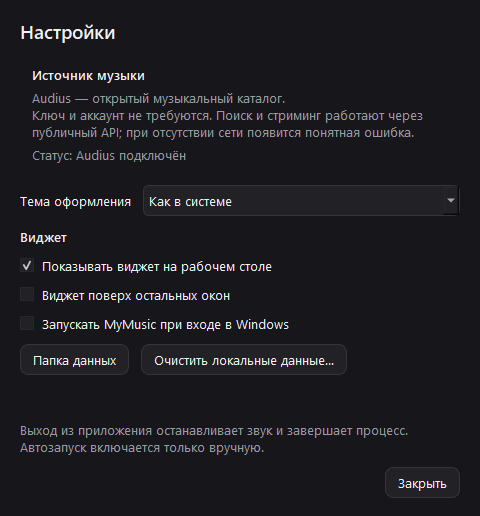 Настройки
Источник музыки
Audius — открытый музыкальный каталог.
Ключ и аккаунт не требуются. Поиск и стриминг работают через
публичный API; при отсутствии сети появится понятная ошибка.
Статус: Audius подключён
Тема оформления Как в системе
Виджет
Показывать виджет на рабочем столе
Виджет поверх остальных окон
Запускать MyMusic при входе в Windows
Папка данных Очистить локальные данные...
Выход из приложения останавливает звук и завершает процесс.
Автозапуск включается только вручную.
Закрыть